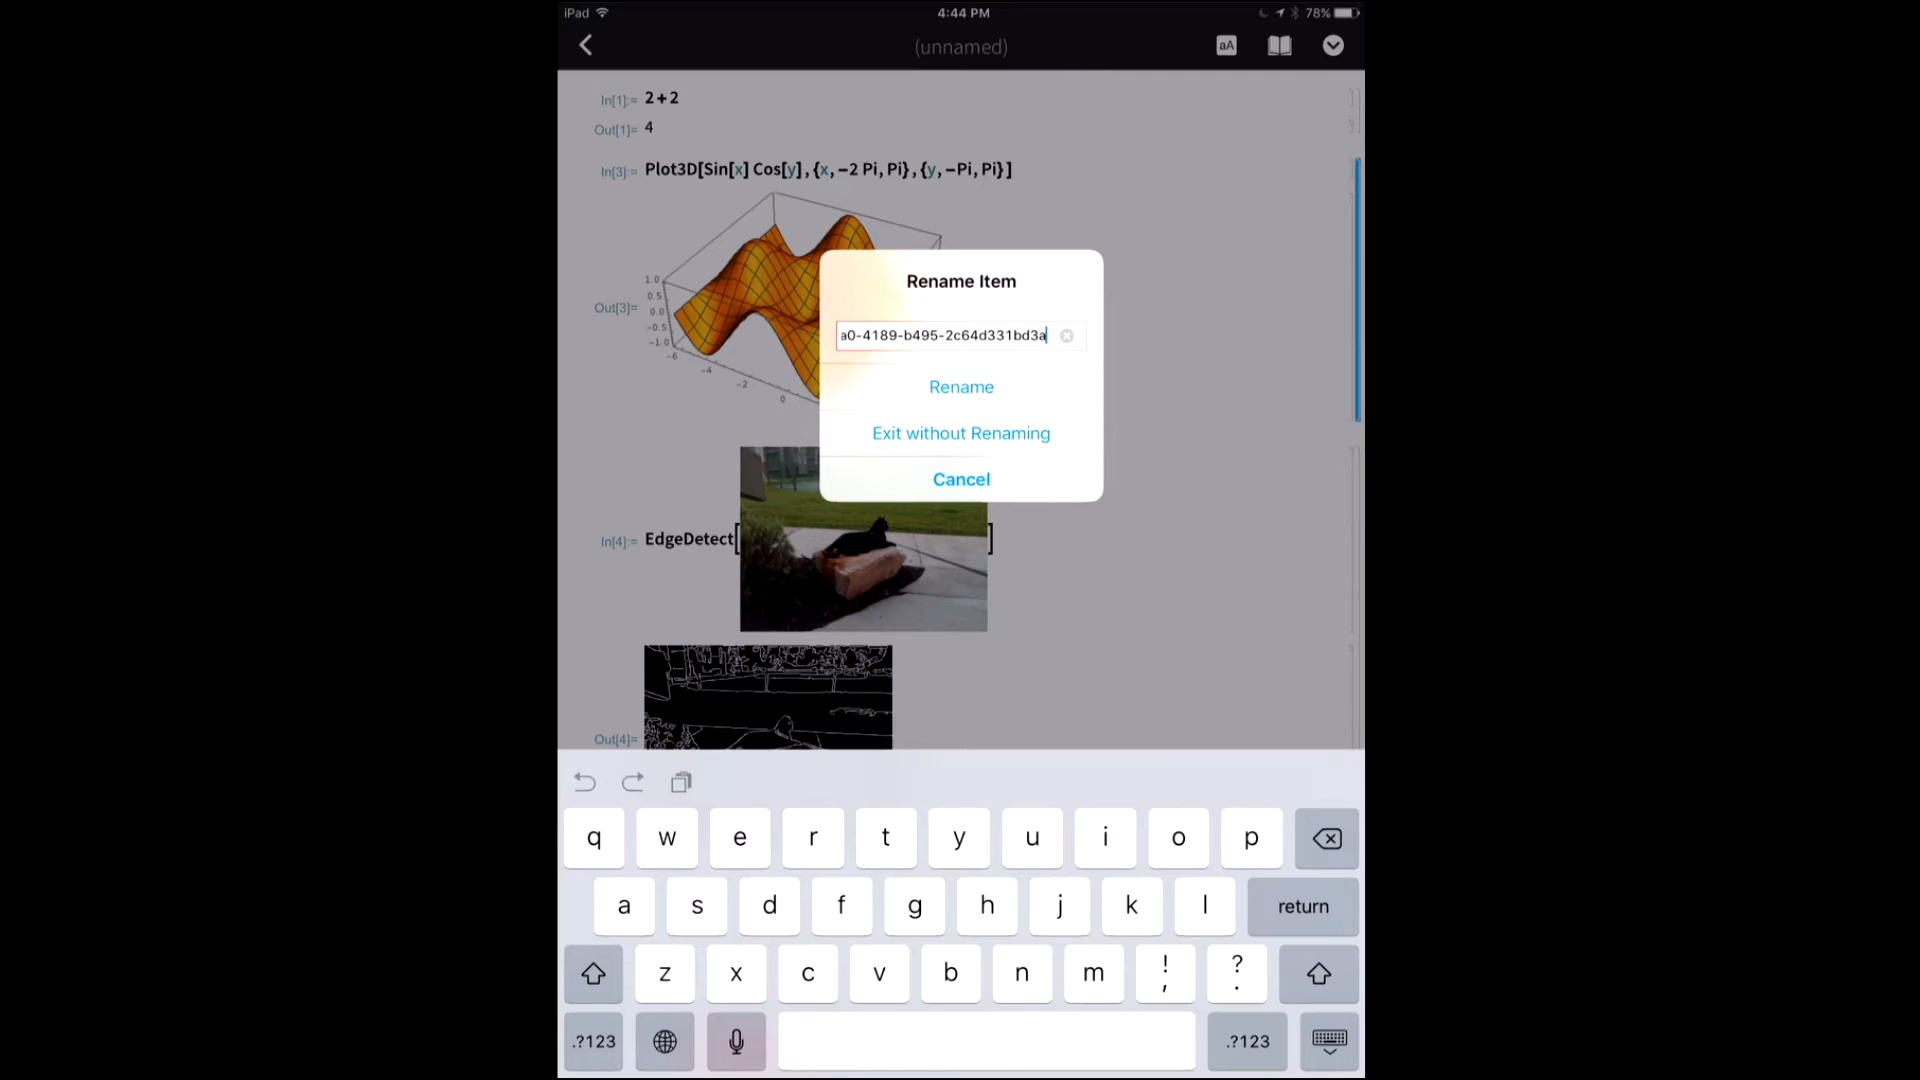 iPad 4:44 PM 78%
(unnamed) aA
In[1]:= 2+2
Out[1]= 4
In[3]:= Plot3D[Sin[x] Cos[y],{x,−2 Pi, Pi},{y,−Pi, Pi}]
Out[3]=
1.0
0.5
0.0
−0.5
−1.0
−6
−4
−2
0
Rename Item
a0-4189-b495-2c64d331bd3a
Rename
Exit without Renaming
Cancel
In[4]:= EdgeDetect[ ]
Out[4]=
q w e r t y u i o p
a s d f g h j k l return
z x c v b n m ! , ? .
.?123 .?123